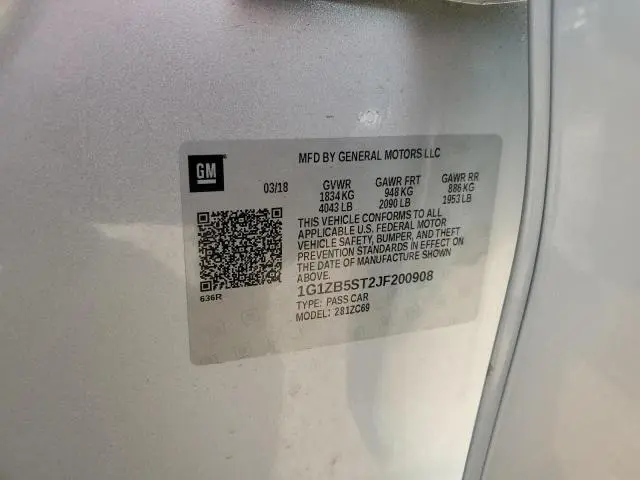 GM
MFD BY GENERAL MOTORS LLC
03/18 GVWR GAWR FRT GAWR RR
1834 KG 948 KG 886 KG
4043 LB 2090 LB 1953 LB
THIS VEHICLE CONFORMS TO ALL
APPLICABLE U.S. FEDERAL MOTOR
VEHICLE SAFETY, BUMPER, AND THEFT
PREVENTION STANDARDS IN EFFECT ON
THE DATE OF MANUFACTURE SHOWN
ABOVE.
1G1ZB5ST2JF200908
TYPE: PASS CAR
MODEL: 281ZC69
636R